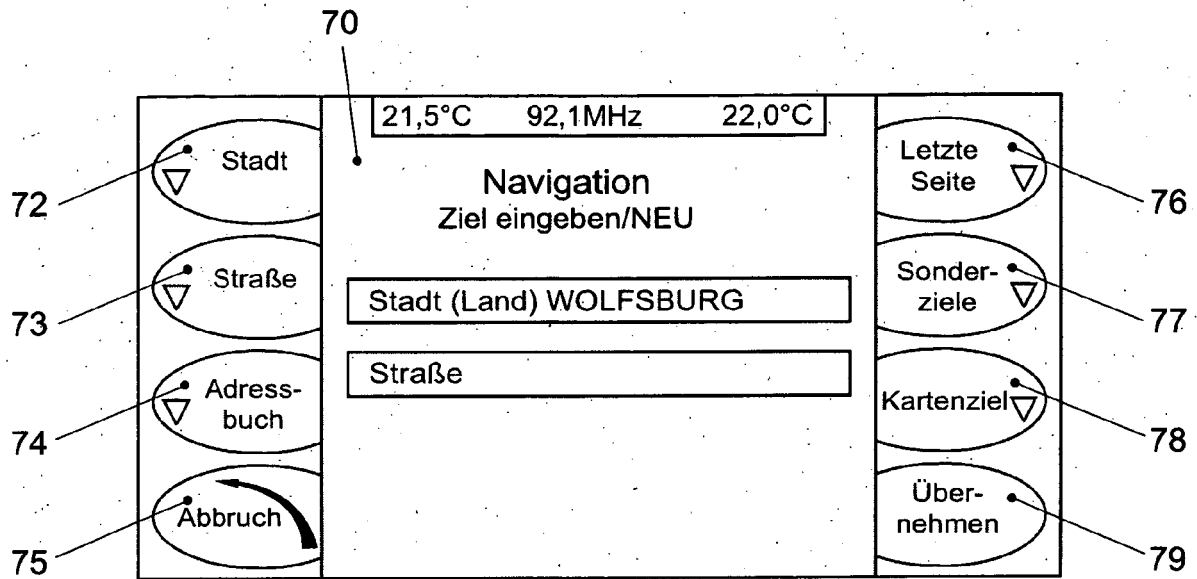 70
21,5°C 92,1MHz 22,0°C
Navigation
Ziel eingeben/NEU
Stadt (Land) WOLFSBURG
Straße
72
Stadt
73
Straße
74
Adress-
buch
75
Abbruch
Letzte
Seite
76
Sonder-
ziele
77
Kartenziel
78
Über-
nehmen
79